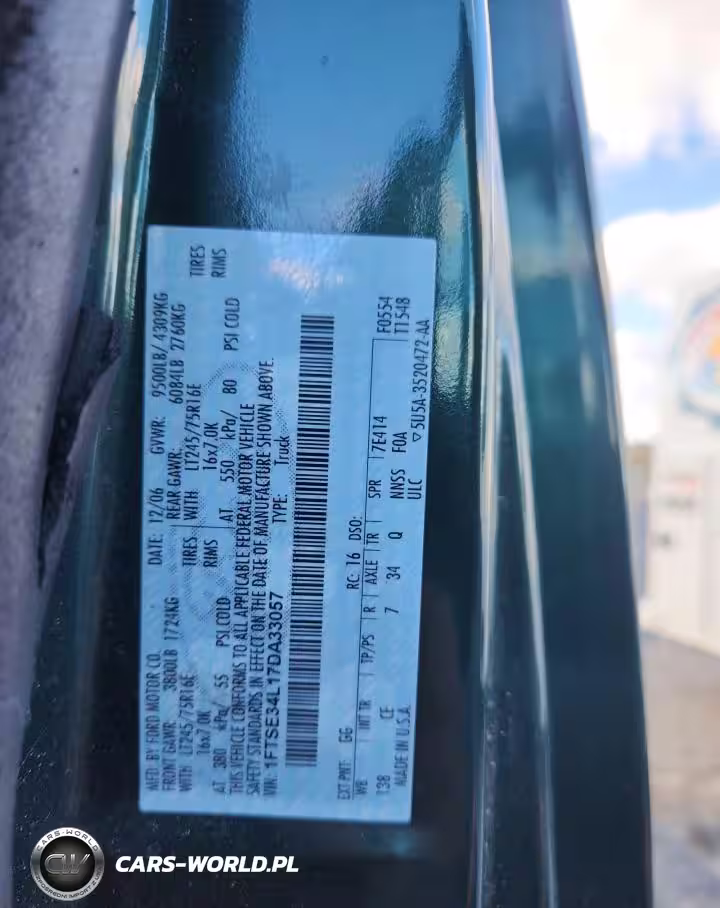 MFD. BY FORD MOTOR CO. DATE: 12/06 GVWR: 9500LB/ 4309KG
FRONT GAWR: 3800LB 1724KG REAR GAWR: 6084LB 2760KG
WITH LT245/75R16E TIRES WITH LT245/75R16E TIRES
16x7.0K RIMS 16x7.0K RIMS
AT 380 kPa/ 55 PSI COLD AT 550 kPa/ 80 PSI COLD
THIS VEHICLE CONFORMS TO ALL APPLICABLE FEDERAL MOTOR VEHICLE
SAFETY STANDARDS IN EFFECT ON THE DATE OF MANUFACTURE SHOWN ABOVE.
VIN: 1FTSE34L17DA33057 TYPE: Truck
EXT PNT: GG RC: 16 DSO:
WB INT TR TP/PS R AXLE TR SPR 7E414 F0554
138 CE 7 34 Q NNSS F0A T1548
MADE IN U.S.A. ULC ▽5U5A-3520472-AA
CARS-WORLD
CW
CARS-WORLD.PL